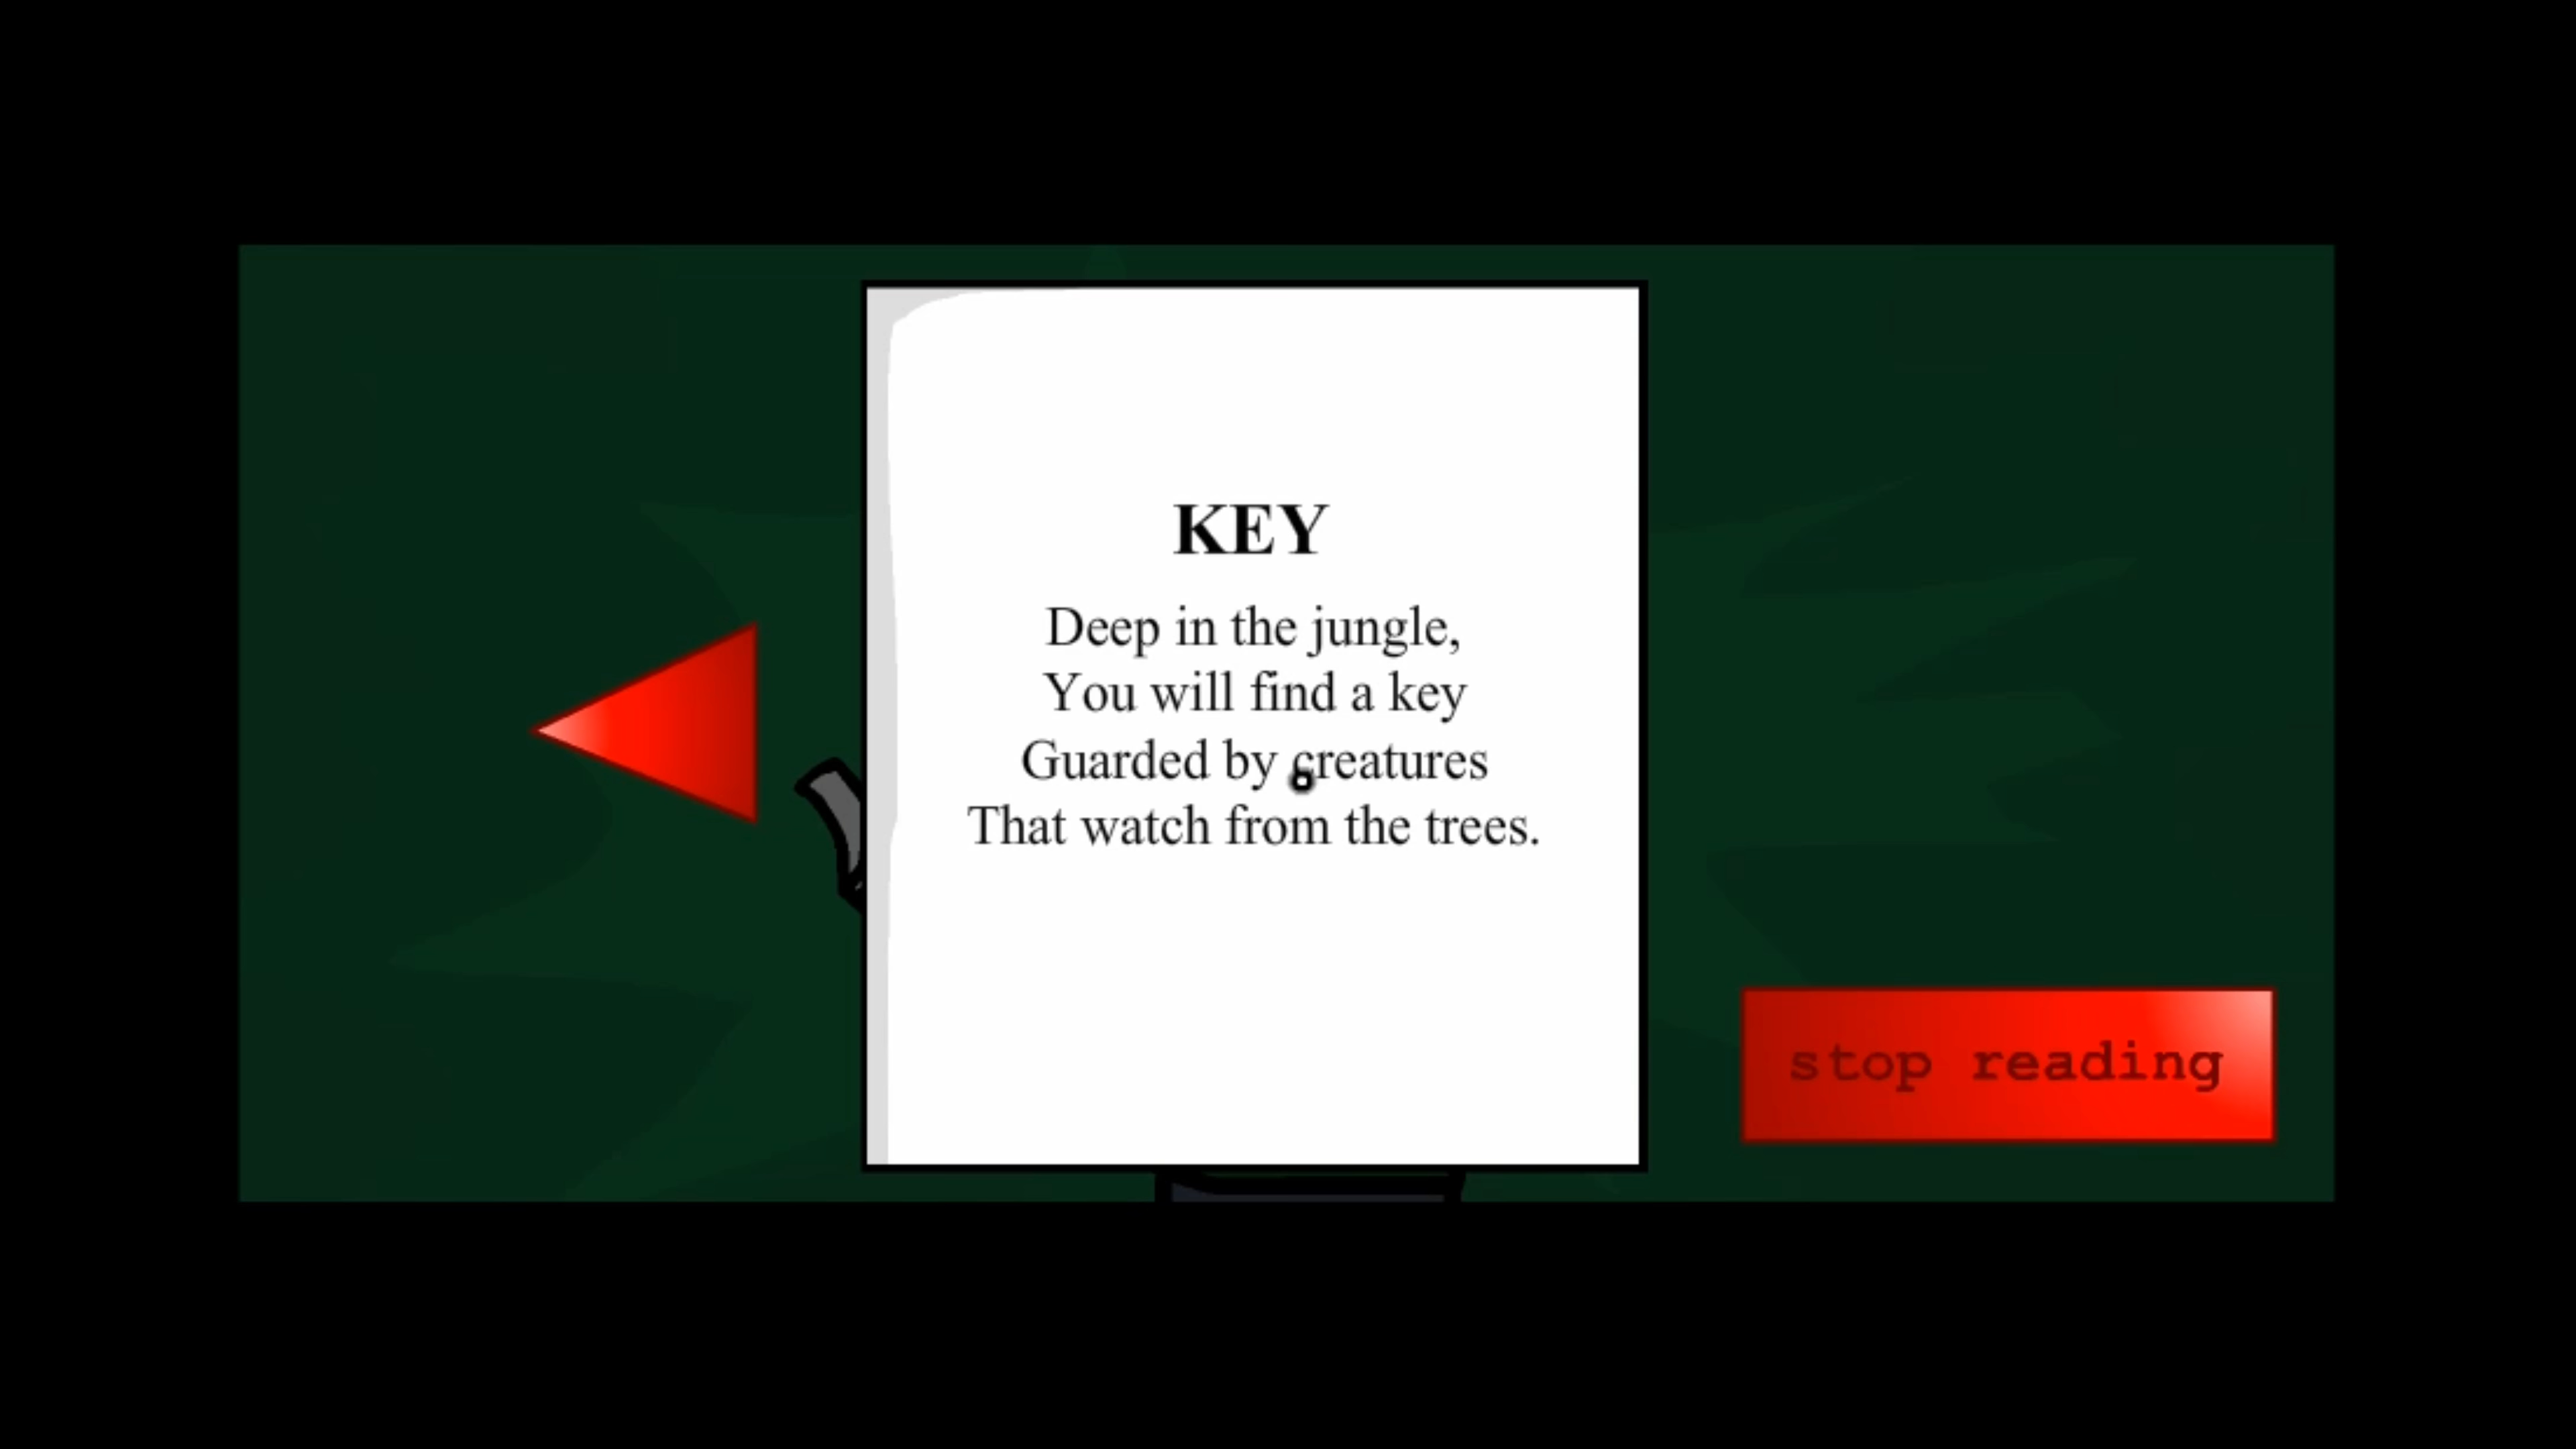 KEY
Deep in the jungle,
You will find a key
Guarded by creatures
That watch from the trees.
stop reading